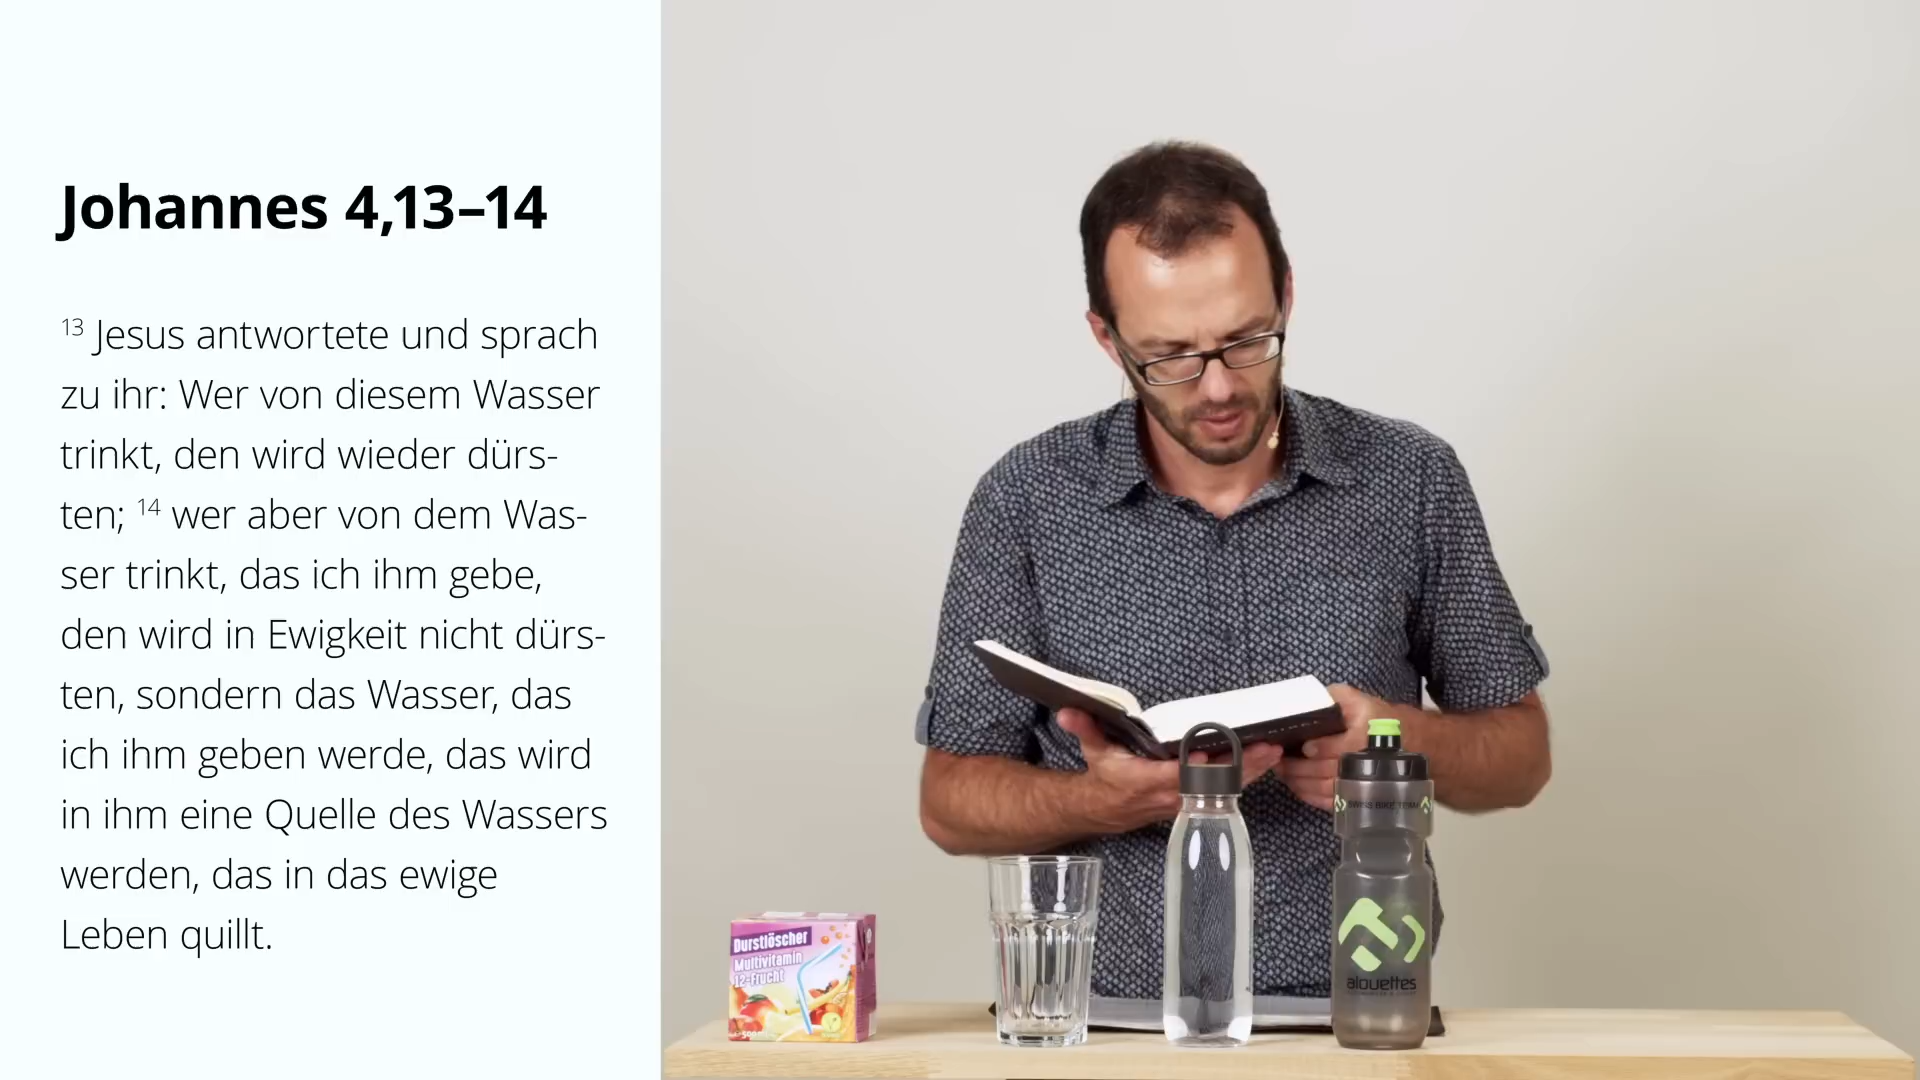 Johannes 4,13–14
13 Jesus antwortete und sprach
zu ihr: Wer von diesem Wasser
trinkt, den wird wieder dürs-
ten; 14 wer aber von dem Was-
ser trinkt, das ich ihm gebe,
den wird in Ewigkeit nicht dürs-
ten, sondern das Wasser, das
ich ihm geben werde, das wird
in ihm eine Quelle des Wassers
werden, das in das ewige
Leben quillt.
Durstlöscher
Multivitamin
12-Frucht
SWISS BIKE TEAM
alouettes